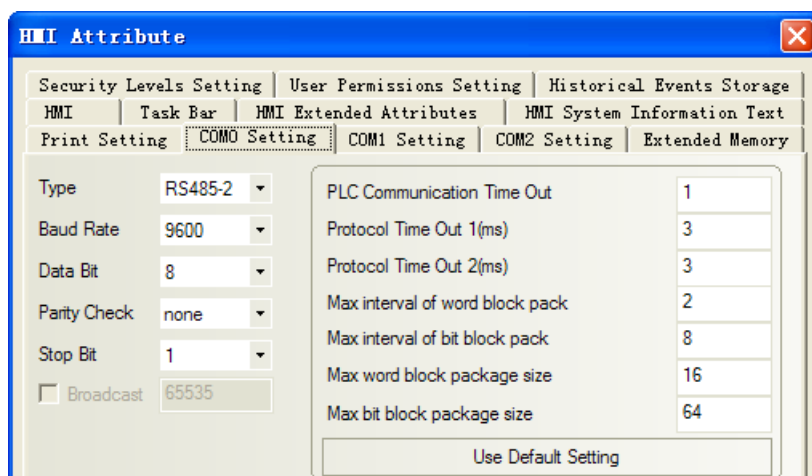 HMI Attribute
Security Levels Setting User Permissions Setting Historical Events Storage
HMI Task Bar HMI Extended Attributes HMI System Information Text
Print Setting COM0 Setting COM1 Setting COM2 Setting Extended Memory
Type RS485-2
Baud Rate 9600
Data Bit 8
Parity Check none
Stop Bit 1
Broadcast 65535
PLC Communication Time Out 1
Protocol Time Out 1(ms) 3
Protocol Time Out 2(ms) 3
Max interval of word block pack 2
Max interval of bit block pack 8
Max word block package size 16
Max bit block package size 64
Use Default Setting